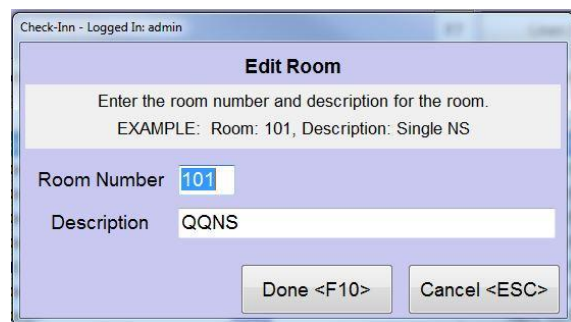 Check-Inn - Logged In: admin
Edit Room
Enter the room number and description for the room.
EXAMPLE: Room: 101, Description: Single NS
Room Number 101
Description QQNS
Done <F10> Cancel <ESC>